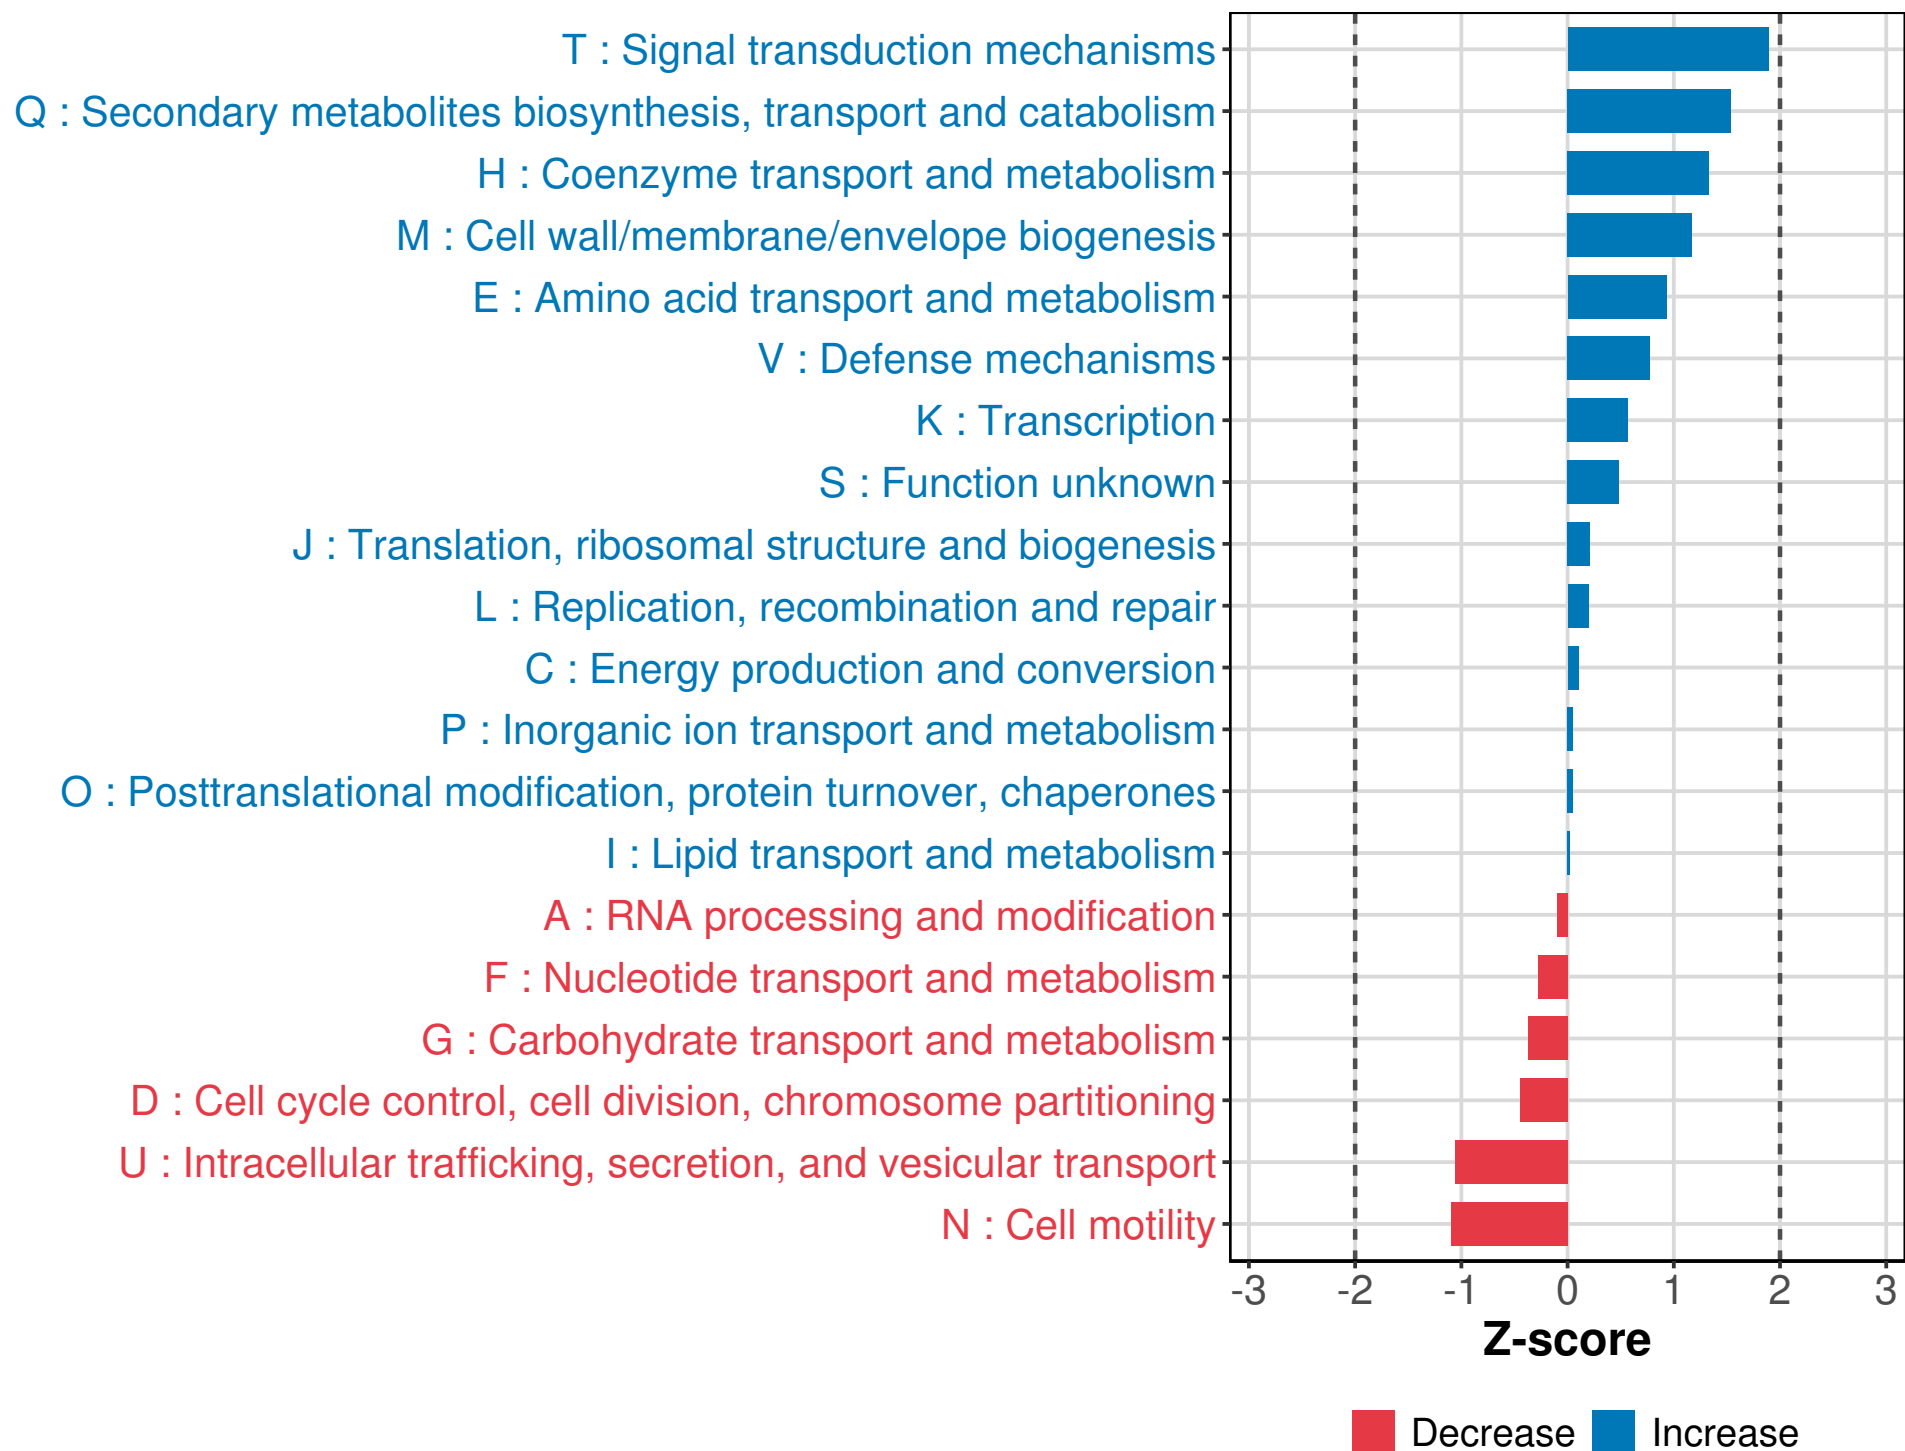 T : Signal transduction mechanisms
Q : Secondary metabolites biosynthesis, transport and catabolism
H : Coenzyme transport and metabolism
M : Cell wall/membrane/envelope biogenesis
E : Amino acid transport and metabolism
V : Defense mechanisms
K : Transcription
S : Function unknown
J : Translation, ribosomal structure and biogenesis
L : Replication, recombination and repair
C : Energy production and conversion
P : Inorganic ion transport and metabolism
O : Posttranslational modification, protein turnover, chaperones
I : Lipid transport and metabolism
A : RNA processing and modification
F : Nucleotide transport and metabolism
G : Carbohydrate transport and metabolism
D : Cell cycle control, cell division, chromosome partitioning
U : Intracellular trafficking, secretion, and vesicular transport
N : Cell motility
-3 -2 -1 0 1 2 3
Z-score
Decrease Increase